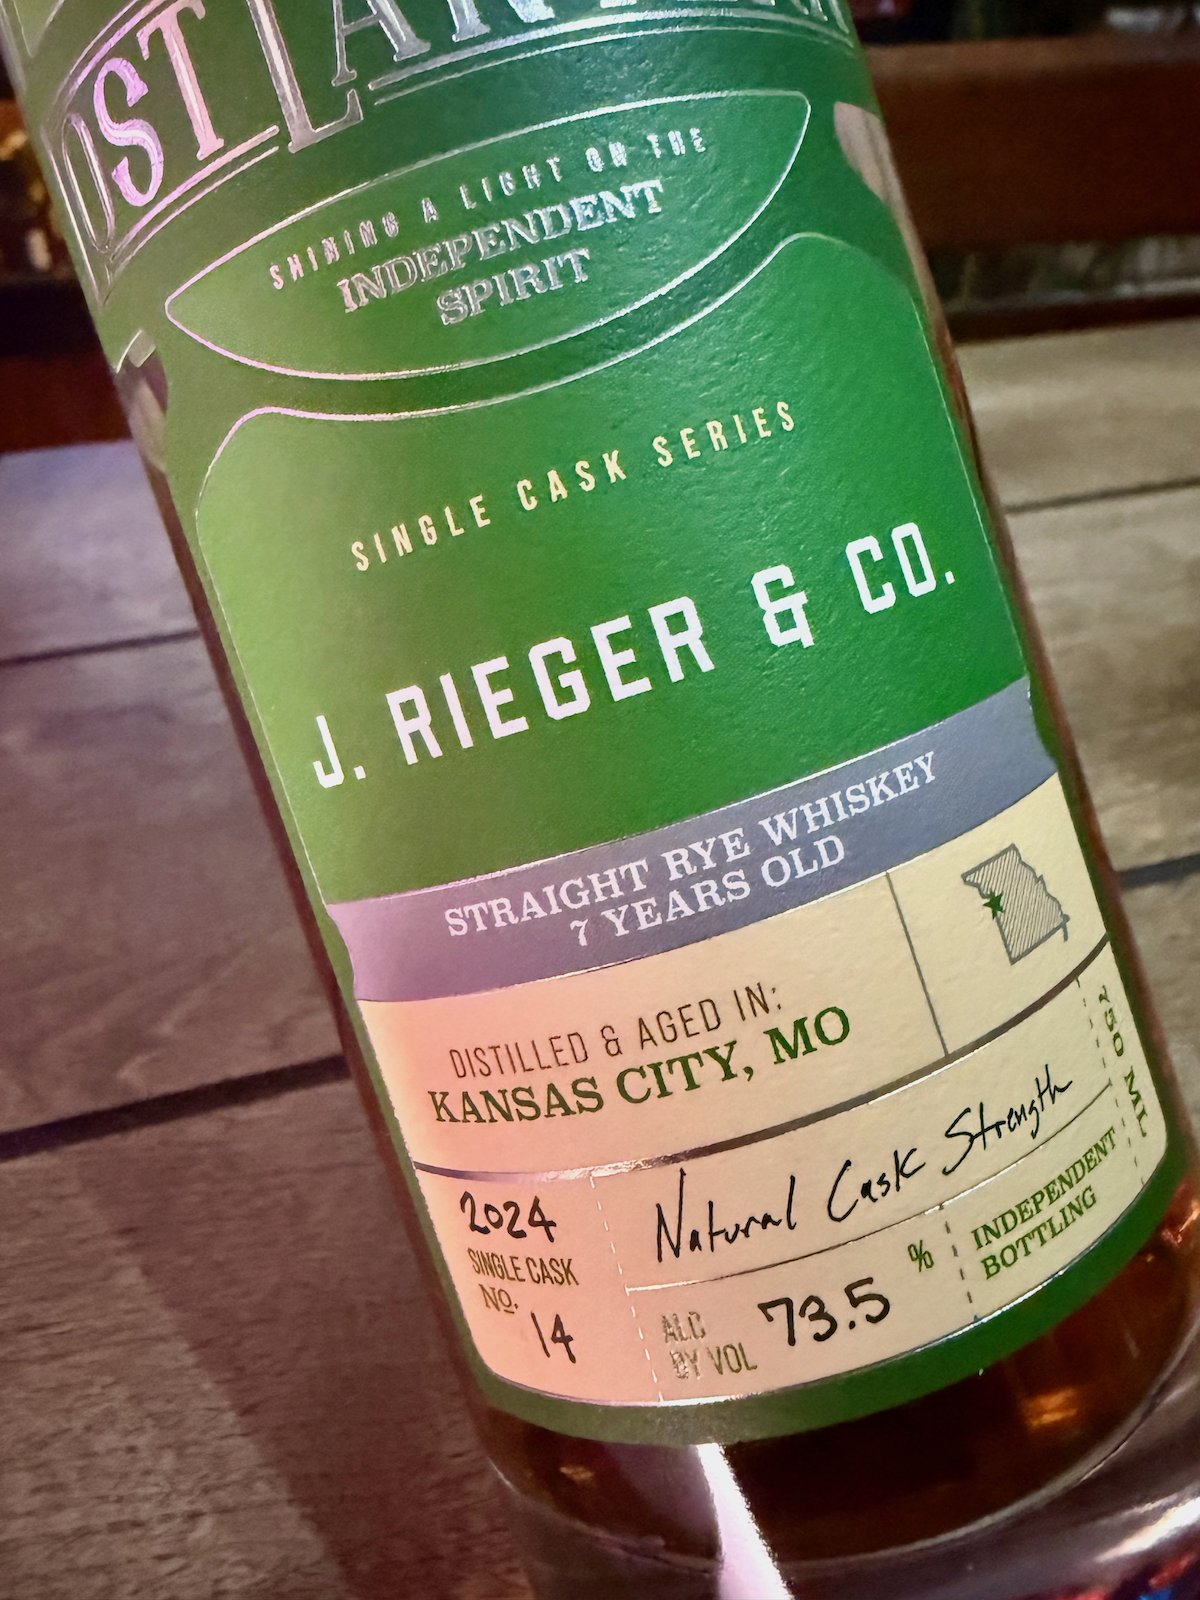 SHINING A LIGHT ON THE
INDEPENDENT
SPIRIT
SINGLE CASK SERIES
J. RIEGER & CO.
STRAIGHT RYE WHISKEY
7 YEARS OLD
DISTILLED & AGED IN:
KANSAS CITY, MO
750 ML
2024
SINGLE CASK
No. 14
Natural Cask Strength
ALC
BY VOL 73.5 %
INDEPENDENT
BOTTLING